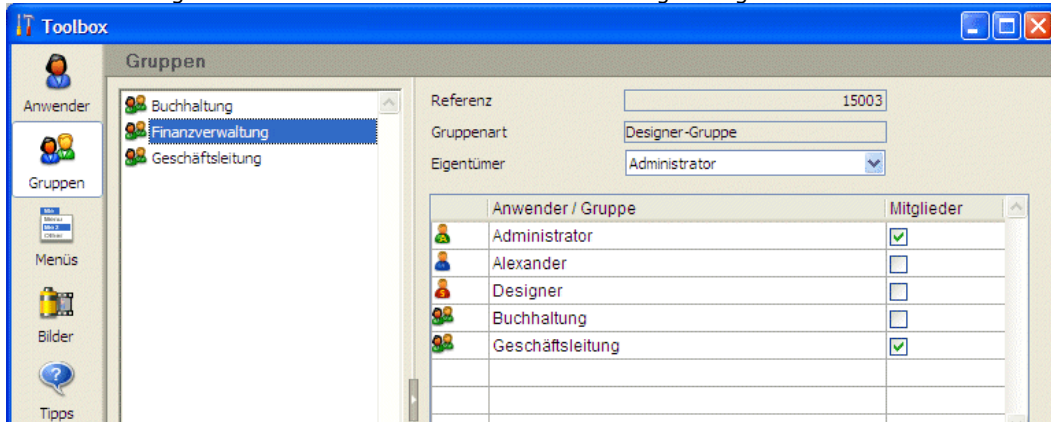 Toolbox
Gruppen
Anwender
Gruppen
Menüs
Bilder
Tipps
Buchhaltung
Finanzverwaltung
Geschäftsleitung
Referenz 15003
Gruppenart Designer-Gruppe
Eigentümer Administrator
Anwender / Gruppe Mitglieder
Administrator
Alexander
Designer
Buchhaltung
Geschäftsleitung